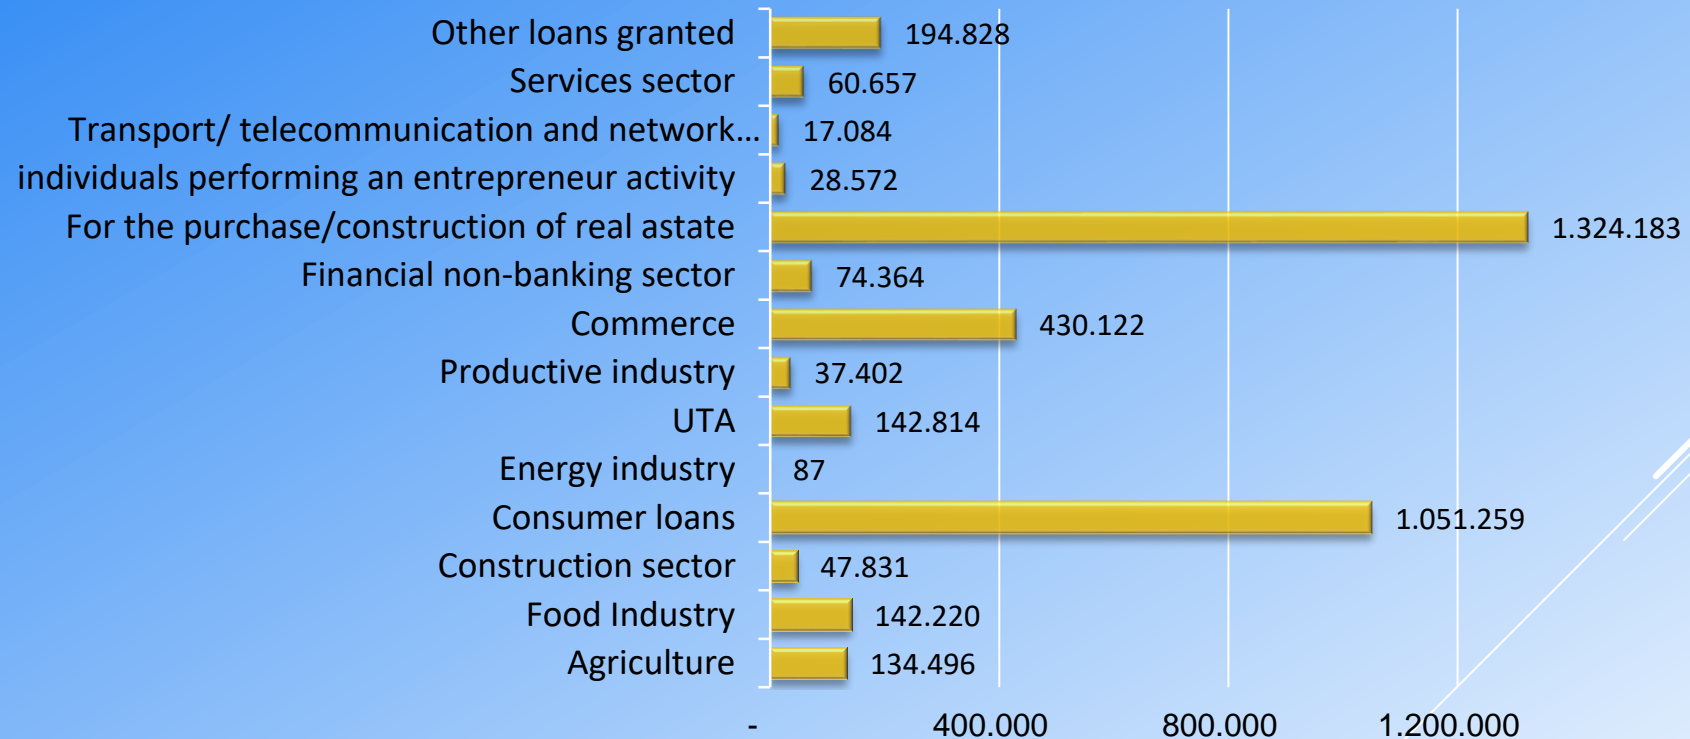 Other loans granted 194.828
Services sector 60.657
Transport/ telecommunication and network... 17.084
individuals performing an entrepreneur activity 28.572
For the purchase/construction of real astate 1.324.183
Financial non-banking sector 74.364
Commerce 430.122
Productive industry 37.402
UTA 142.814
Energy industry 87
Consumer loans 1.051.259
Construction sector 47.831
Food Industry 142.220
Agriculture 134.496
- 400.000 800.000 1.200.000